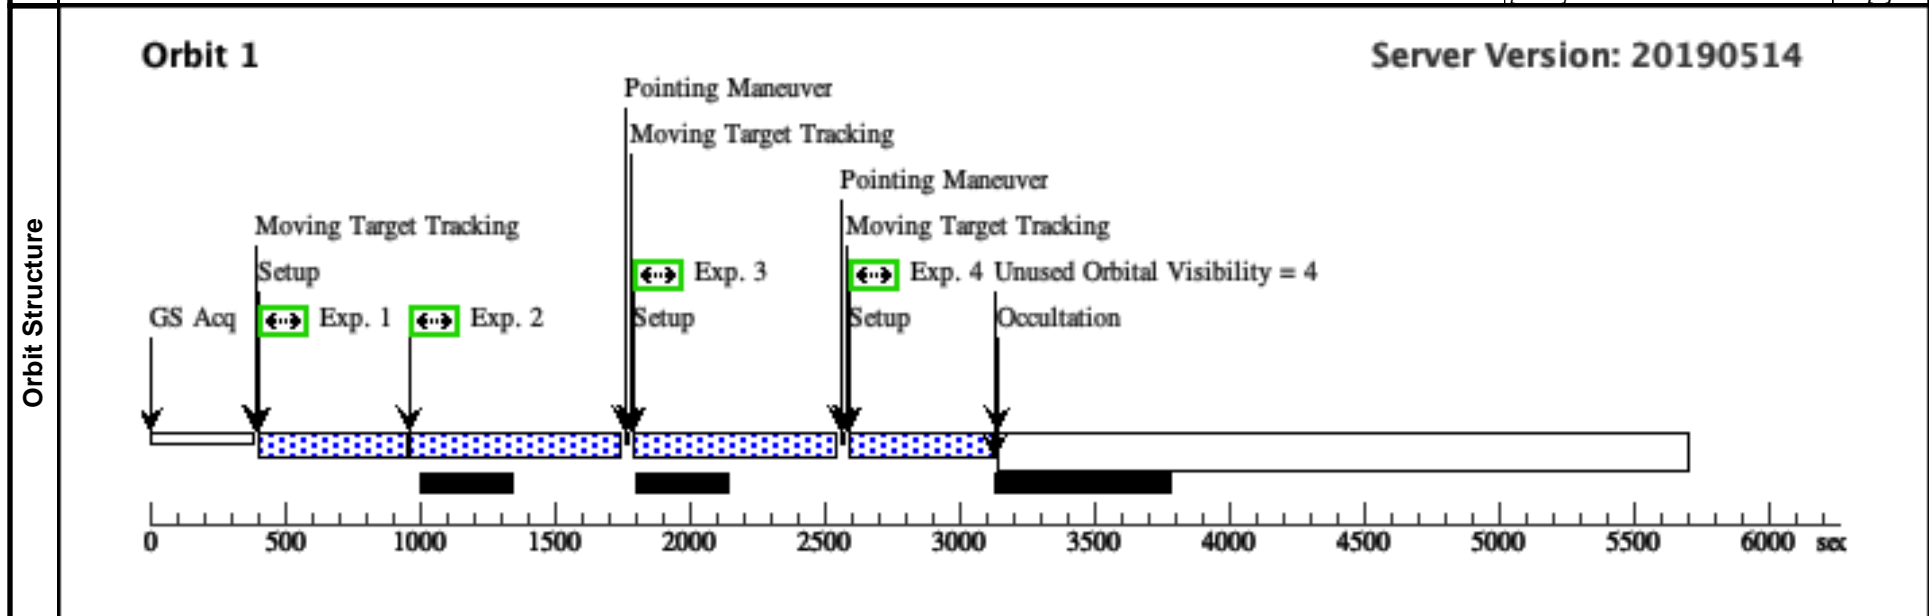 Orbit 1
Server Version: 20190514
Pointing Maneuver
Moving Target Tracking
Pointing Maneuver
Moving Target Tracking
Moving Target Tracking
Setup
Exp. 3
Exp. 4
Unused Orbital Visibility = 4
GS Acq
Exp. 1
Exp. 2
Setup
Setup
Occultation
Orbit Structure
0 500 1000 1500 2000 2500 3000 3500 4000 4500 5000 5500 6000 sec